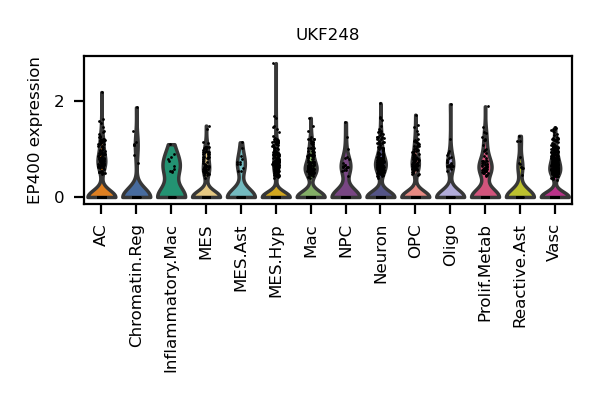 UKF248
EP400 expression
2
0
AC
Chromatin.Reg
Inflammatory.Mac
MES
MES.Ast
MES.Hyp
Mac
NPC
Neuron
OPC
Oligo
Prolif.Metab
Reactive.Ast
Vasc